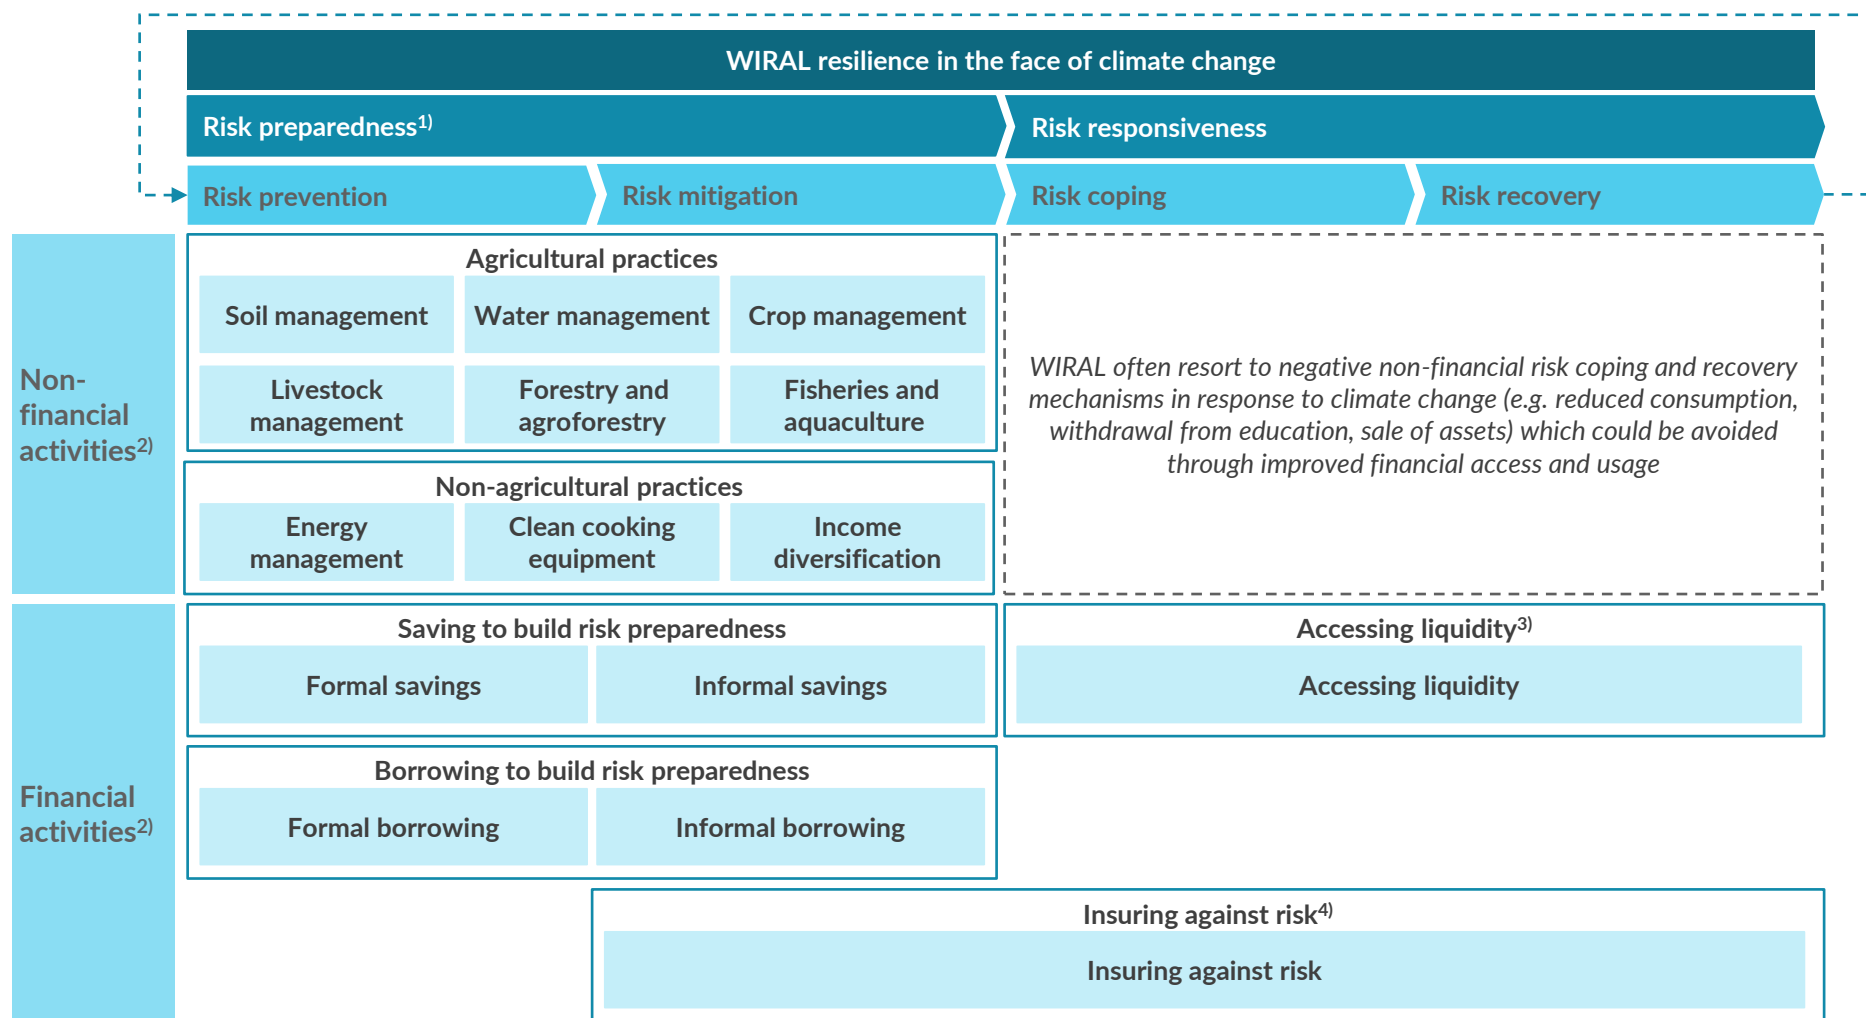 WIRAL resilience in the face of climate change
Risk preparedness1)
Risk responsiveness
Risk prevention
Risk mitigation
Risk coping
Risk recovery
Non-
financial
activities2)
Agricultural practices
Soil management
Water management
Crop management
Livestock
management
Forestry and
agroforestry
Fisheries and
aquaculture
Non-agricultural practices
Energy
management
Clean cooking
equipment
Income
diversification
WIRAL often resort to negative non-financial risk coping and recovery
mechanisms in response to climate change (e.g. reduced consumption,
withdrawal from education, sale of assets) which could be avoided
through improved financial access and usage
Financial
activities2)
Saving to build risk preparedness
Formal savings
Informal savings
Accessing liquidity3)
Accessing liquidity
Borrowing to build risk preparedness
Formal borrowing
Informal borrowing
Insuring against risk4)
Insuring against risk